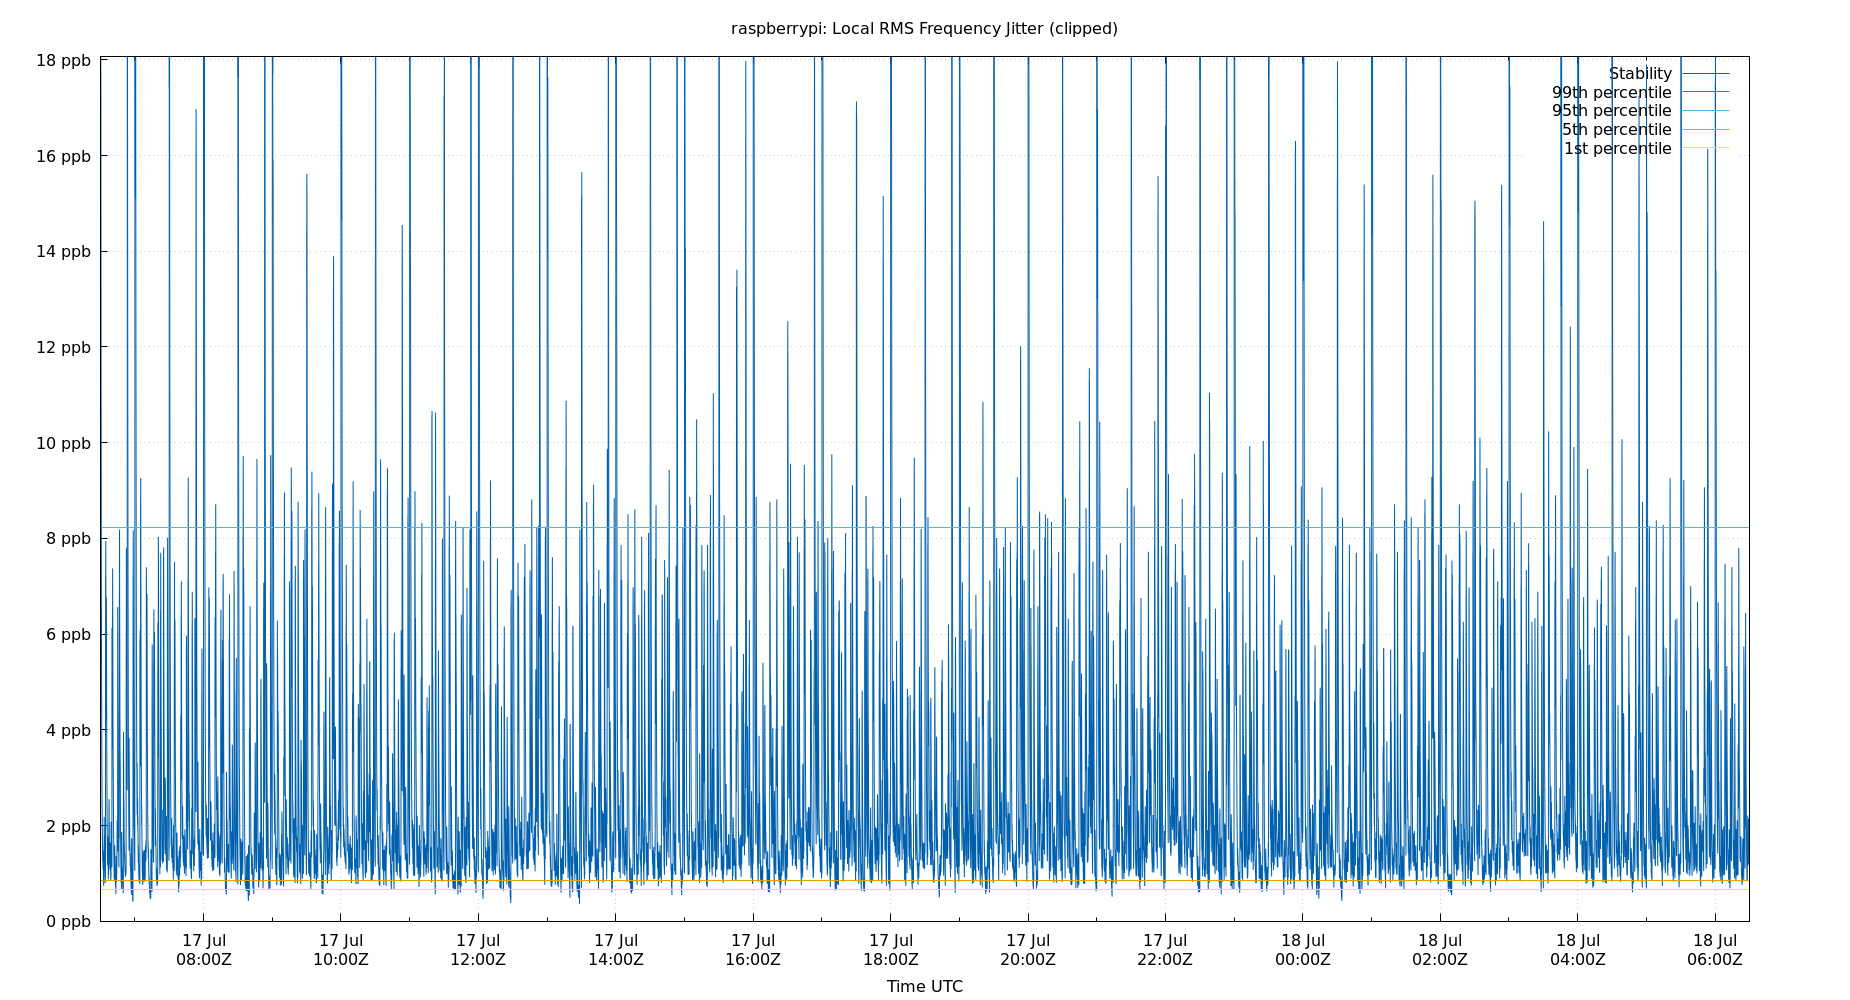 raspberrypi: Local RMS Frequency Jitter (clipped)
18 ppb
16 ppb
14 ppb
12 ppb
10 ppb
8 ppb
6 ppb
4 ppb
2 ppb
0 ppb
Stability
99th percentile
95th percentile
5th percentile
1st percentile
17 Jul 17 Jul 17 Jul 17 Jul 17 Jul 17 Jul 17 Jul 17 Jul 18 Jul 18 Jul 18 Jul 18 Jul
08:00Z 10:00Z 12:00Z 14:00Z 16:00Z 18:00Z 20:00Z 22:00Z 00:00Z 02:00Z 04:00Z 06:00Z
Time UTC